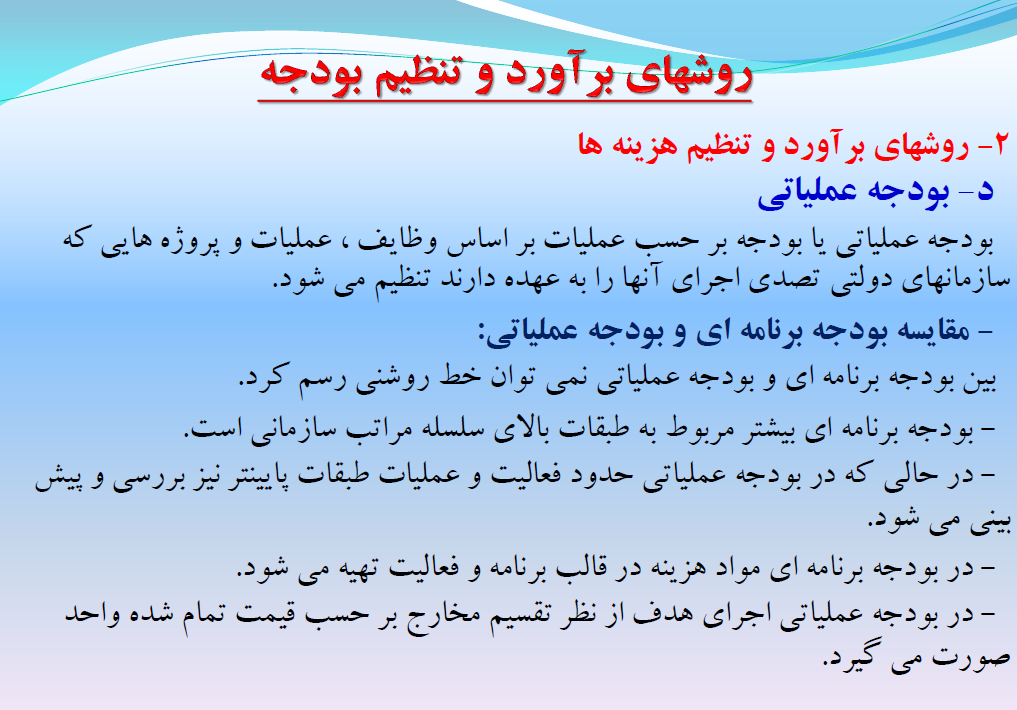 روشهای برآورد و تنظیم بودجه
۲- روشهای برآورد و تنظیم هزینه ها
د- بودجه عملیاتی
بودجه عملیاتی یا بودجه بر حسب عملیات بر اساس وظایف ، عملیات و پروژه هایی که
سازمانهای دولتی تصدی اجرای آنها را به عهده دارند تنظیم می شود.
- مقایسه بودجه برنامه ای و بودجه عملیاتی:
بین بودجه برنامه ای و بودجه عملیاتی نمی توان خط روشنی رسم کرد.
- بودجه برنامه ای بیشتر مربوط به طبقات بالای سلسله مراتب سازمانی است.
- در حالی که در بودجه عملیاتی حدود فعالیت و عملیات طبقات پایینتر نیز بررسی و پیش
بینی می شود.
- در بودجه برنامه ای مواد هزینه در قالب برنامه و فعالیت تهیه می شود.
- در بودجه عملیاتی اجرای هدف از نظر تقسیم مخارج بر حسب قیمت تمام شده واحد
صورت می گیرد.